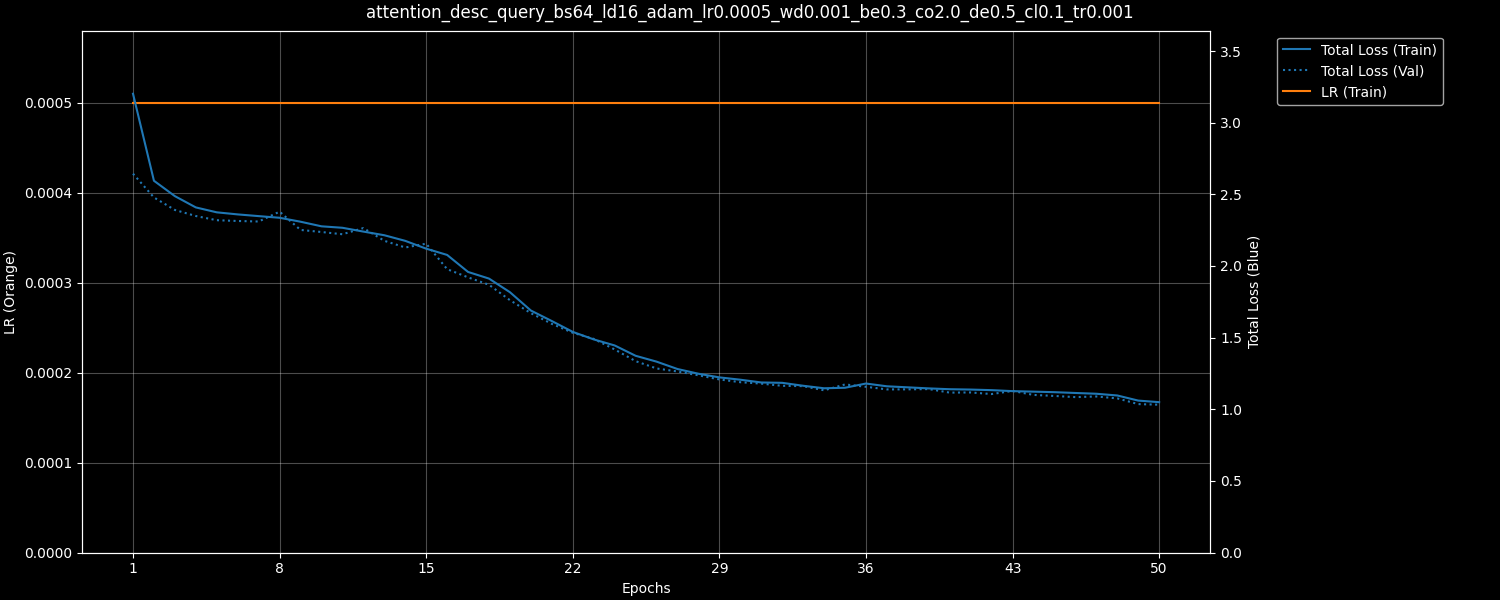 attention_desc_query_bs64_ld16_adam_lr0.0005_wd0.001_be0.3_co2.0_de0.5_cl0.1_tr0.001
Total Loss (Train)
Total Loss (Val)
LR (Train)
LR (Orange)
0.0005
0.0004
0.0003
0.0002
0.0001
0.0000
3.5
3.0
2.5
2.0
1.5
1.0
0.5
0.0
Total Loss (Blue)
1 8 15 22 29 36 43 50
Epochs